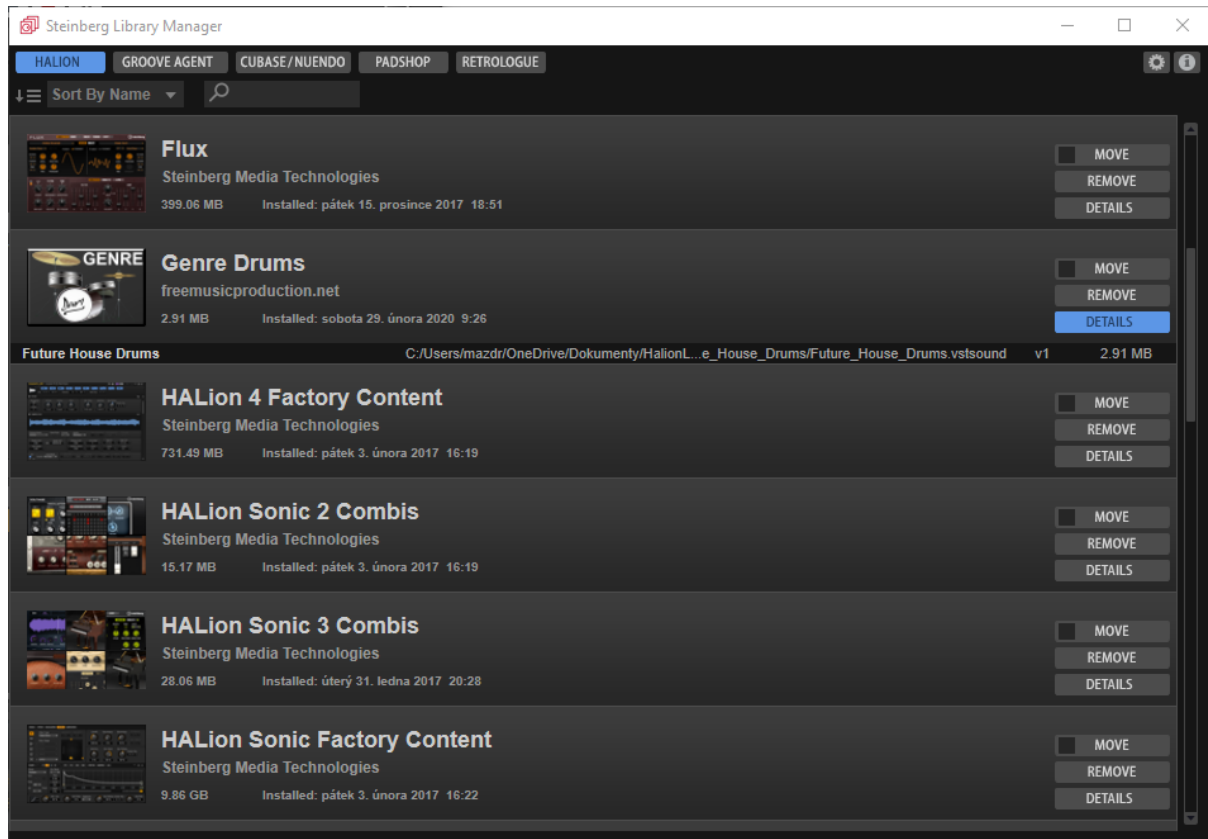 Steinberg Library Manager
HALION GROOVE AGENT CUBASE/NUENDO PADSHOP RETROLOGUE
Sort By Name
Flux
Steinberg Media Technologies
399.06 MB Installed: pátek 15. prosince 2017 18:51
MOVE
REMOVE
DETAILS
GENRE
Genre Drums
freemusicproduction.net
2.91 MB Installed: sobota 29. února 2020 9:26
MOVE
REMOVE
DETAILS
Future House Drums C:/Users/mazdr/OneDrive/Dokumenty/HalionL...e_House_Drums/Future_House_Drums.vstsound v1 2.91 MB
HALion 4 Factory Content
Steinberg Media Technologies
731.49 MB Installed: pátek 3. února 2017 16:19
MOVE
REMOVE
DETAILS
HALion Sonic 2 Combis
Steinberg Media Technologies
15.17 MB Installed: pátek 3. února 2017 16:19
MOVE
REMOVE
DETAILS
HALion Sonic 3 Combis
Steinberg Media Technologies
28.06 MB Installed: úterý 31. ledna 2017 20:28
MOVE
REMOVE
DETAILS
HALion Sonic Factory Content
Steinberg Media Technologies
9.86 GB Installed: pátek 3. února 2017 16:22
MOVE
REMOVE
DETAILS